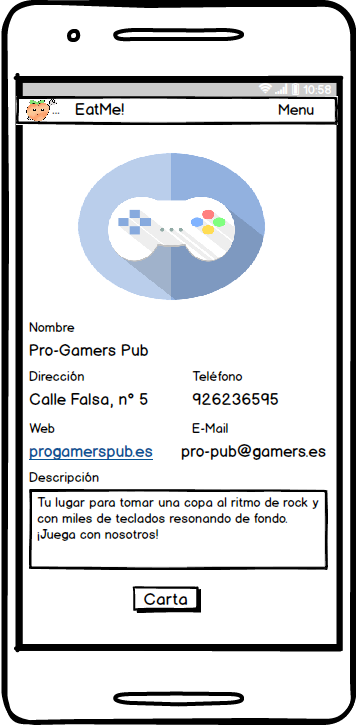 10:58
... EatMe! Menu
Nombre
Pro-Gamers Pub
Dirección Teléfono
Calle Falsa, n° 5 926236595
Web E-Mail
progamerspub.es pro-pub@gamers.es
Descripción
Tu lugar para tomar una copa al ritmo de rock y
con miles de teclados resonando de fondo.
¡Juega con nosotros!
Carta